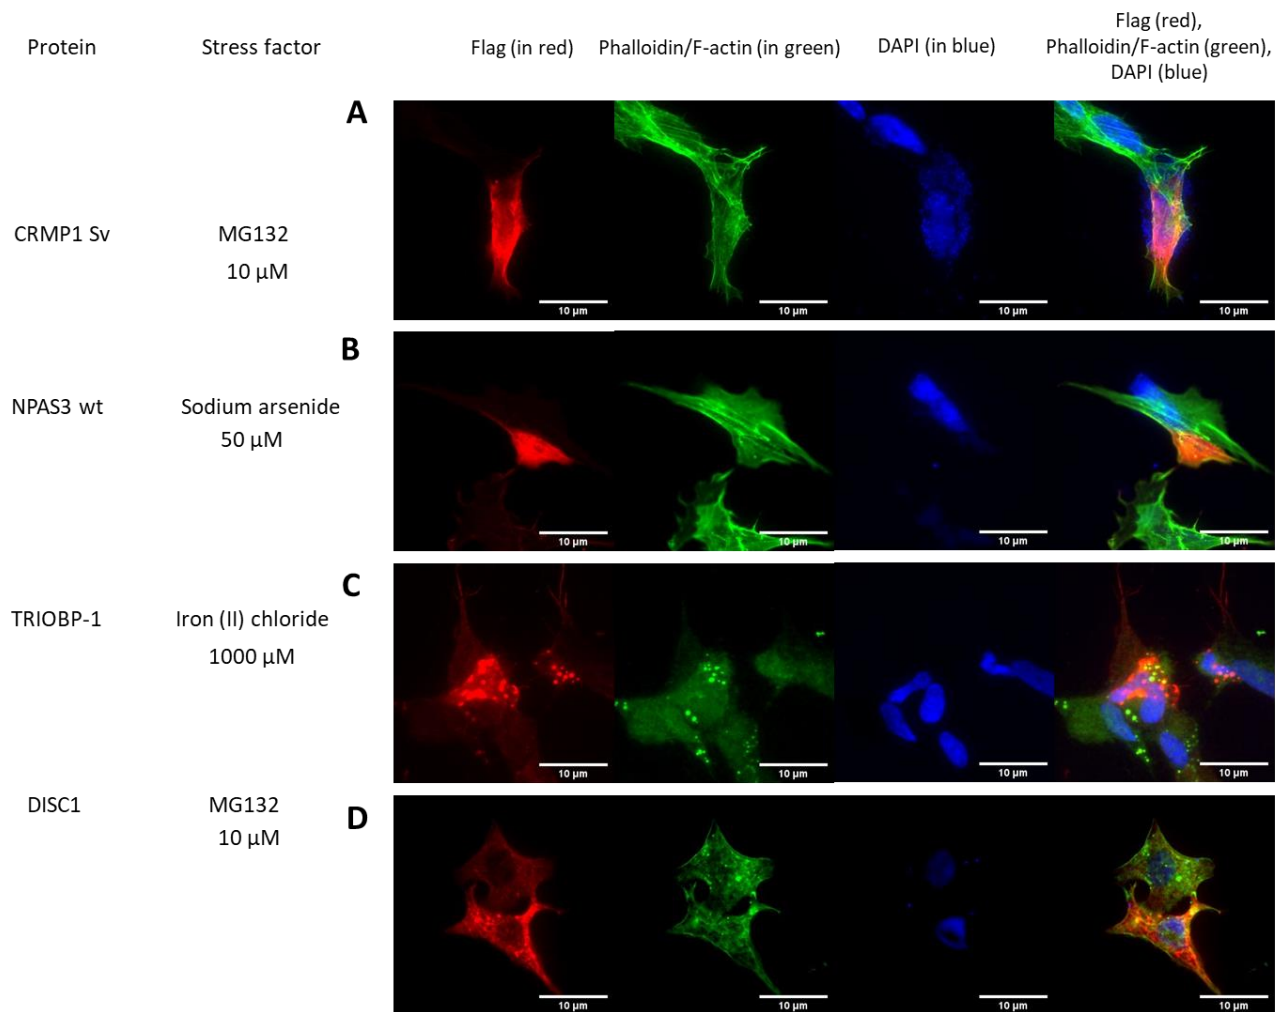 Protein
Stress factor
Flag (in red)
Phalloidin/F-actin (in green)
DAPI (in blue)
Flag (red),
Phalloidin/F-actin (green),
DAPI (blue)
A
CRMP1 Sv
MG132
10 µM
10 µm
10 µm
10 µm
10 µm
B
NPAS3 wt
Sodium arsenide
50 µM
10 µm
10 µm
10 µm
10 µm
C
TRIOBP-1
Iron (II) chloride
1000 µM
10 µm
10 µm
10 µm
10 µm
D
DISC1
MG132
10 µM
10 µm
10 µm
10 µm
10 µm